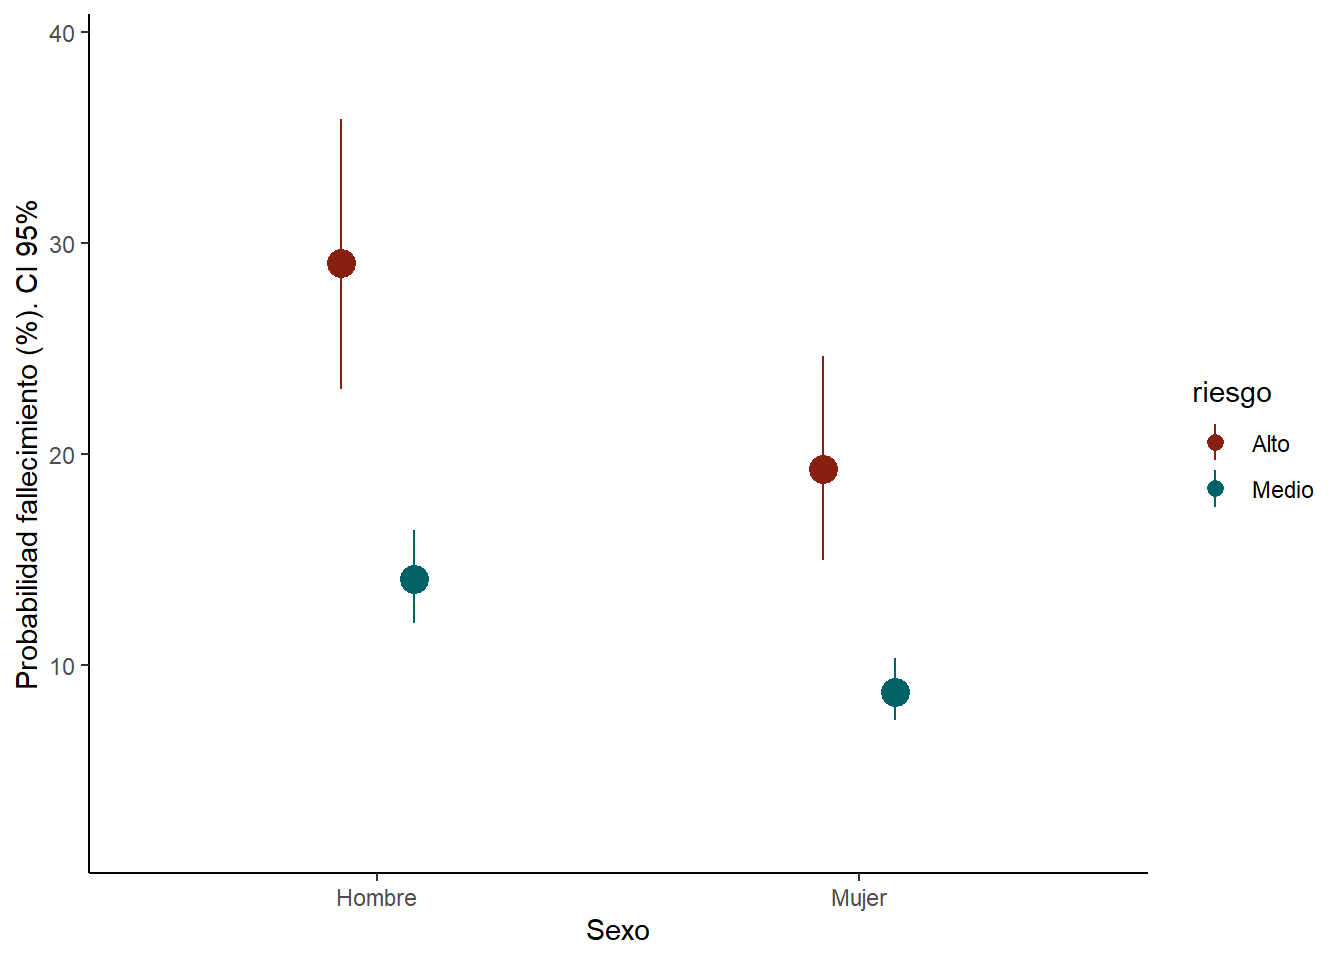 Probabilidad fallecimiento (%). CI 95%
40
30
20
10
Hombre
Mujer
Sexo
riesgo
Alto
Medio